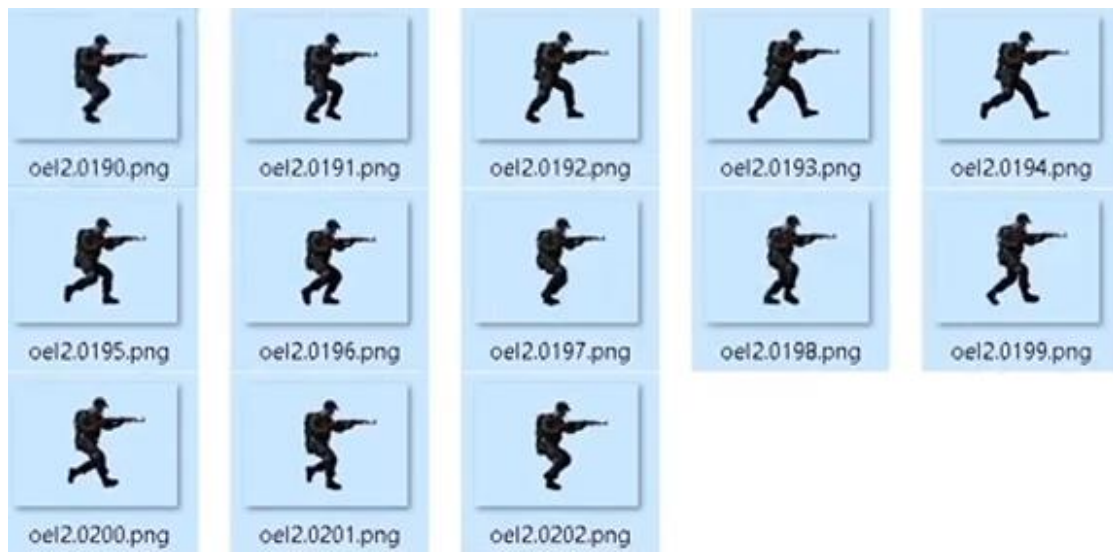 oel2.0190.png
oel2.0191.png
oel2.0192.png
oel2.0193.png
oel2.0194.png
oel2.0195.png
oel2.0196.png
oel2.0197.png
oel2.0198.png
oel2.0199.png
oel2.0200.png
oel2.0201.png
oel2.0202.png